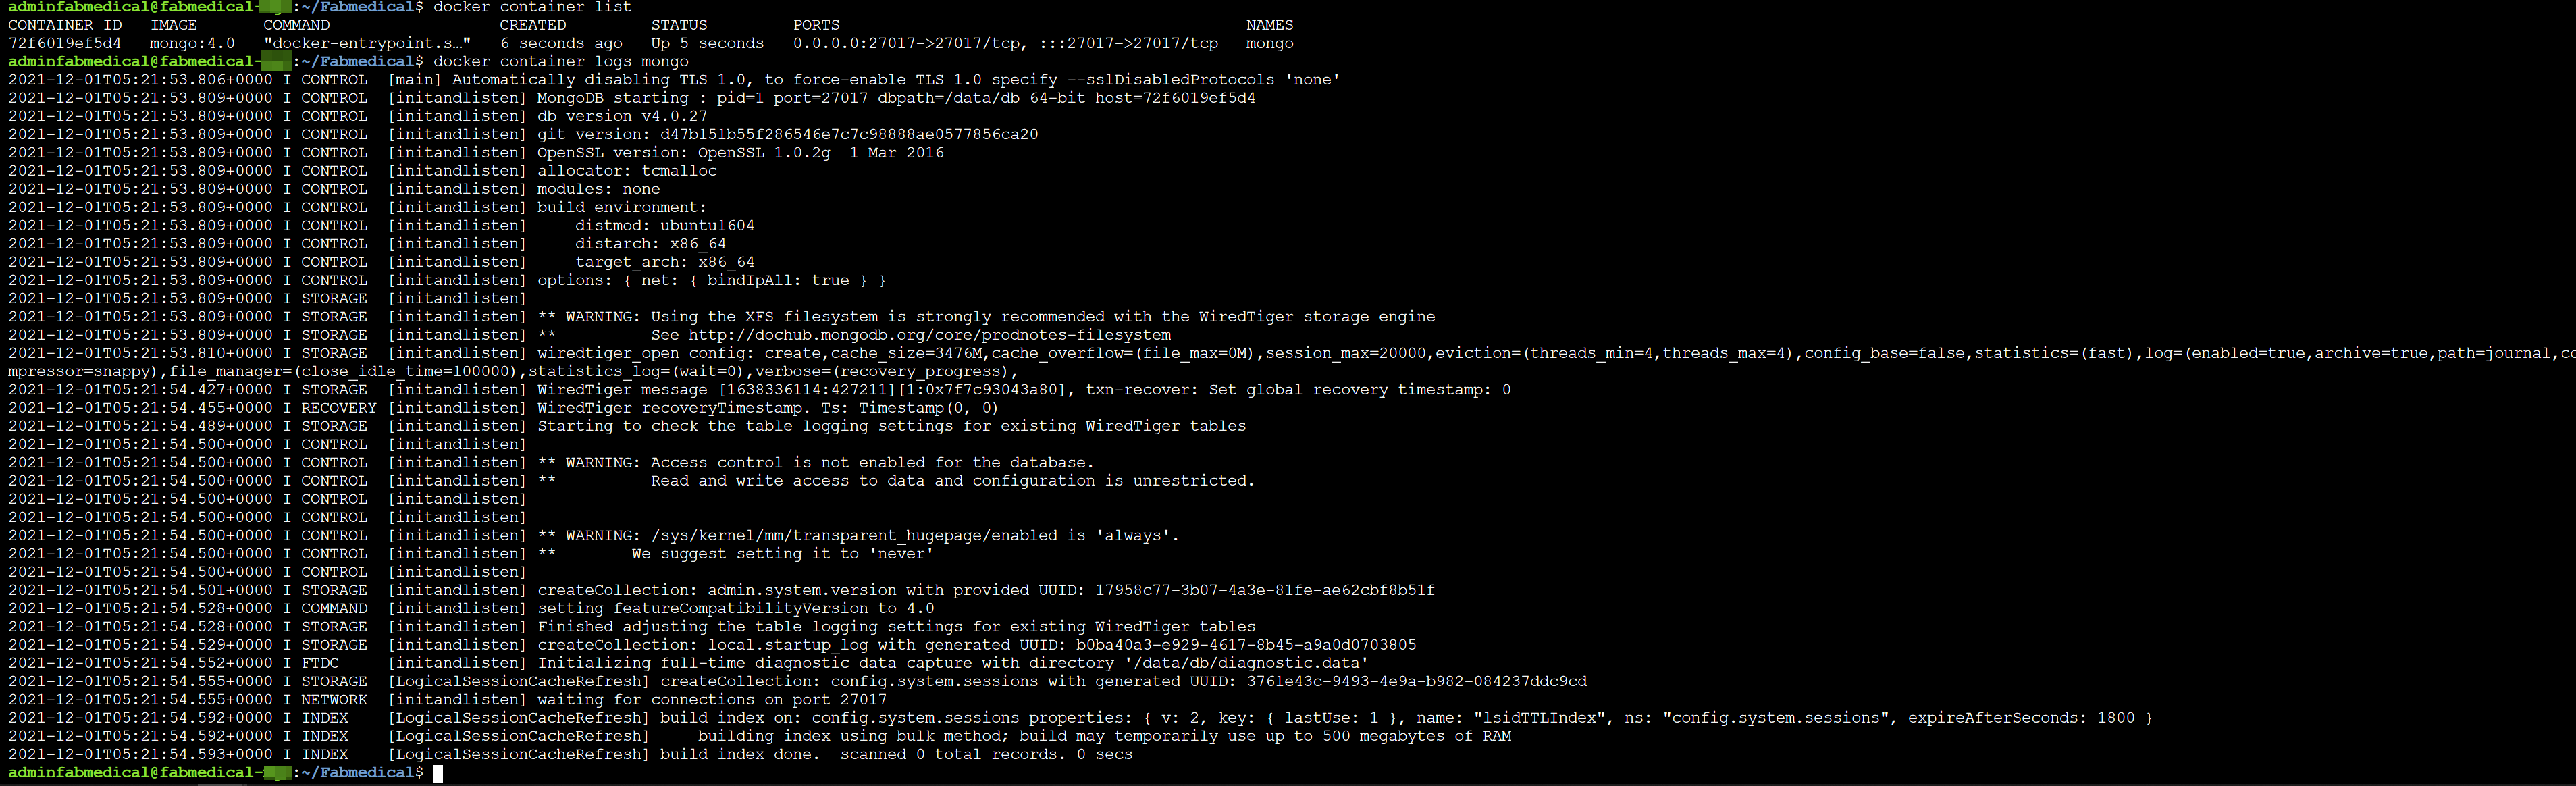 adminfabmedical@fabmedical-:~/Fabmedical$ docker container list
CONTAINER ID   IMAGE       COMMAND                  CREATED         STATUS         PORTS                                           NAMES
72f6019ef5d4   mongo:4.0   "docker-entrypoint.s…"   6 seconds ago   Up 5 seconds   0.0.0.0:27017->27017/tcp, :::27017->27017/tcp   mongo
adminfabmedical@fabmedical-:~/Fabmedical$ docker container logs mongo
2021-12-01T05:21:53.806+0000 I CONTROL  [main] Automatically disabling TLS 1.0, to force-enable TLS 1.0 specify --sslDisabledProtocols 'none'
2021-12-01T05:21:53.809+0000 I CONTROL  [initandlisten] MongoDB starting : pid=1 port=27017 dbpath=/data/db 64-bit host=72f6019ef5d4
2021-12-01T05:21:53.809+0000 I CONTROL  [initandlisten] db version v4.0.27
2021-12-01T05:21:53.809+0000 I CONTROL  [initandlisten] git version: d47b151b55f286546e7c7c98888ae0577856ca20
2021-12-01T05:21:53.809+0000 I CONTROL  [initandlisten] OpenSSL version: OpenSSL 1.0.2g  1 Mar 2016
2021-12-01T05:21:53.809+0000 I CONTROL  [initandlisten] allocator: tcmalloc
2021-12-01T05:21:53.809+0000 I CONTROL  [initandlisten] modules: none
2021-12-01T05:21:53.809+0000 I CONTROL  [initandlisten] build environment:
2021-12-01T05:21:53.809+0000 I CONTROL  [initandlisten]     distmod: ubuntu1604
2021-12-01T05:21:53.809+0000 I CONTROL  [initandlisten]     distarch: x86_64
2021-12-01T05:21:53.809+0000 I CONTROL  [initandlisten]     target_arch: x86_64
2021-12-01T05:21:53.809+0000 I CONTROL  [initandlisten] options: { net: { bindIpAll: true } }
2021-12-01T05:21:53.809+0000 I STORAGE  [initandlisten]
2021-12-01T05:21:53.809+0000 I STORAGE  [initandlisten] ** WARNING: Using the XFS filesystem is strongly recommended with the WiredTiger storage engine
2021-12-01T05:21:53.809+0000 I STORAGE  [initandlisten] **          See http://dochub.mongodb.org/core/prodnotes-filesystem
2021-12-01T05:21:53.810+0000 I STORAGE  [initandlisten] wiredtiger_open config: create,cache_size=3476M,cache_overflow=(file_max=0M),session_max=20000,eviction=(threads_min=4,threads_max=4),config_base=false,statistics=(fast),log=(enabled=true,archive=true,path=journal,co
mpressor=snappy),file_manager=(close_idle_time=100000),statistics_log=(wait=0),verbose=(recovery_progress),
2021-12-01T05:21:54.427+0000 I STORAGE  [initandlisten] WiredTiger message [1638336114:427211][1:0x7f7c93043a80], txn-recover: Set global recovery timestamp: 0
2021-12-01T05:21:54.455+0000 I RECOVERY [initandlisten] WiredTiger recoveryTimestamp. Ts: Timestamp(0, 0)
2021-12-01T05:21:54.489+0000 I STORAGE  [initandlisten] Starting to check the table logging settings for existing WiredTiger tables
2021-12-01T05:21:54.500+0000 I CONTROL  [initandlisten]
2021-12-01T05:21:54.500+0000 I CONTROL  [initandlisten] ** WARNING: Access control is not enabled for the database.
2021-12-01T05:21:54.500+0000 I CONTROL  [initandlisten] **          Read and write access to data and configuration is unrestricted.
2021-12-01T05:21:54.500+0000 I CONTROL  [initandlisten]
2021-12-01T05:21:54.500+0000 I CONTROL  [initandlisten]
2021-12-01T05:21:54.500+0000 I CONTROL  [initandlisten] ** WARNING: /sys/kernel/mm/transparent_hugepage/enabled is 'always'.
2021-12-01T05:21:54.500+0000 I CONTROL  [initandlisten] **        We suggest setting it to 'never'
2021-12-01T05:21:54.500+0000 I CONTROL  [initandlisten]
2021-12-01T05:21:54.501+0000 I STORAGE  [initandlisten] createCollection: admin.system.version with provided UUID: 17958c77-3b07-4a3e-81fe-ae62cbf8b51f
2021-12-01T05:21:54.528+0000 I COMMAND  [initandlisten] setting featureCompatibilityVersion to 4.0
2021-12-01T05:21:54.528+0000 I STORAGE  [initandlisten] Finished adjusting the table logging settings for existing WiredTiger tables
2021-12-01T05:21:54.529+0000 I STORAGE  [initandlisten] createCollection: local.startup_log with generated UUID: b0ba40a3-e929-4617-8b45-a9a0d0703805
2021-12-01T05:21:54.552+0000 I FTDC     [initandlisten] Initializing full-time diagnostic data capture with directory '/data/db/diagnostic.data'
2021-12-01T05:21:54.555+0000 I STORAGE  [LogicalSessionCacheRefresh] createCollection: config.system.sessions with generated UUID: 3761e43c-9493-4e9a-b982-084237ddc9cd
2021-12-01T05:21:54.555+0000 I NETWORK  [initandlisten] waiting for connections on port 27017
2021-12-01T05:21:54.592+0000 I INDEX    [LogicalSessionCacheRefresh] build index on: config.system.sessions properties: { v: 2, key: { lastUse: 1 }, name: "lsidTTLIndex", ns: "config.system.sessions", expireAfterSeconds: 1800 }
2021-12-01T05:21:54.592+0000 I INDEX    [LogicalSessionCacheRefresh]     building index using bulk method; build may temporarily use up to 500 megabytes of RAM
2021-12-01T05:21:54.593+0000 I INDEX    [LogicalSessionCacheRefresh] build index done.  scanned 0 total records. 0 secs
adminfabmedical@fabmedical-:~/Fabmedical$